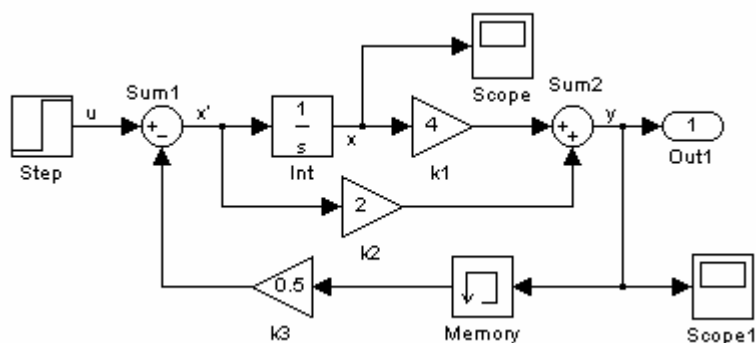 Sum1
Sum2
Scope
u
x'
1
s
x
4
y
1
Step
Int
k1
Out1
2
k2
0.5
k3
Memory
Scope1